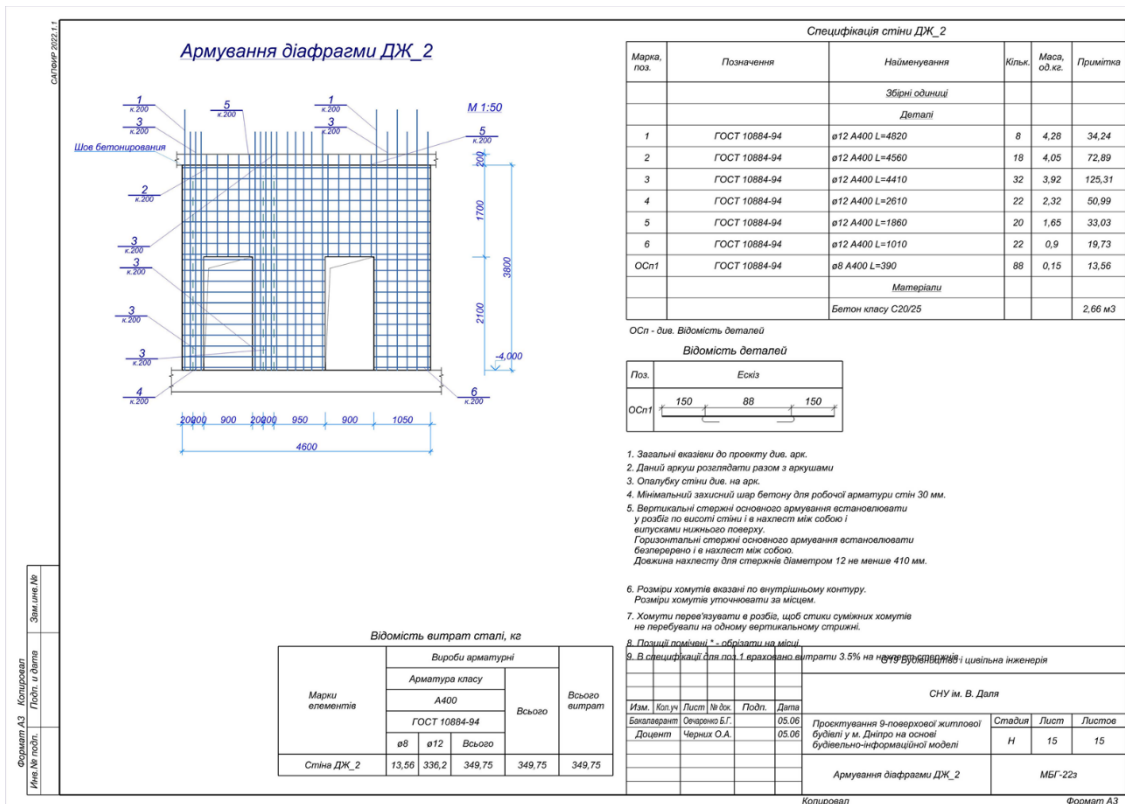 САПФИР 2022.1.1
Армування діафрагми ДЖ_2
М 1:50
1
к.200
3
к.200
5
к.200
1
к.200
3
к.200
5
к.200
Шов бетонирования
2
к.200
3
к.200
3
к.200
3
к.200
3
к.200
4
к.200
6
к.200
200
1700
2100
3800
-4,000
200
200
900
200
200
950
900
1050
4600
Специфікація стіни ДЖ_2
Марка, поз. Позначення Найменування Кільк. Маса, од.кг. Примітка
Збірні одиниці
Деталі
1 ГОСТ 10884-94 ø12 А400 L=4820 8 4,28 34,24
2 ГОСТ 10884-94 ø12 А400 L=4560 18 4,05 72,89
3 ГОСТ 10884-94 ø12 А400 L=4410 32 3,92 125,31
4 ГОСТ 10884-94 ø12 А400 L=2610 22 2,32 50,99
5 ГОСТ 10884-94 ø12 А400 L=1860 20 1,65 33,03
6 ГОСТ 10884-94 ø12 А400 L=1010 22 0,9 19,73
ОСп1 ГОСТ 10884-94 ø8 А400 L=390 88 0,15 13,56
Матеріали
Бетон класу С20/25 2,66 м3
ОСп - див. Відомість деталей
Відомість деталей
Поз. Ескіз
ОСп1 150 88 150
1. Загальні вказівки до проекту див. арк.
2. Даний аркуш розглядати разом з аркушами
3. Опалубку стіни див. на арк.
4. Мінімальний захисний шар бетону для робочої арматури стін 30 мм.
5. Вертикальні стержні основного армування встановлювати
у розбіг по висоті стіни і в нахлест між собою і
випусками нижнього поверху.
Горизонтальні стержні основного армування встановлювати
безперервно і в нахлест між собою.
Довжина нахлесту для стержнів діаметром 12 не менше 410 мм.
6. Розміри хомутів вказані по внутрішньому контуру.
Розміри хомутів уточнювати за місцем.
7. Хомути перев'язувати в розбіг, щоб стики суміжних хомутів
не перебували на одному вертикальному стрижні.
8. Позиції помічені * - обрізати на місці
9. В специфікації для поз.1 враховано витрати 3.5% на нахлест стержнів
Відомість витрат сталі, кг
Марки елементів
Вироби арматурні
Арматура класу
А400
ГОСТ 10884-94
ø8 ø12 Всього
Всього
Всього витрат
Стіна ДЖ_2 13,56 336,2 349,75 349,75 349,75
G19 Будівництво і цивільна інженерія
СНУ ім. В. Даля
Изм. Кол.уч Лист № док. Подп. Дата
Бакалаврант Овчаренко Б.Г. 05.06
Доцент Черних О.А. 05.06
Проєктування 9-поверхової житлової
будівлі у м. Дніпро на основі
будівельно-інформаційної моделі
Стадия Лист Листов
Н 15 15
Армування діафрагми ДЖ_2
МБГ-22з
Копировал
Формат А3
Зам.инв.№
Подп. и дата
Инв.№ подл.
Копировал
Формат А3